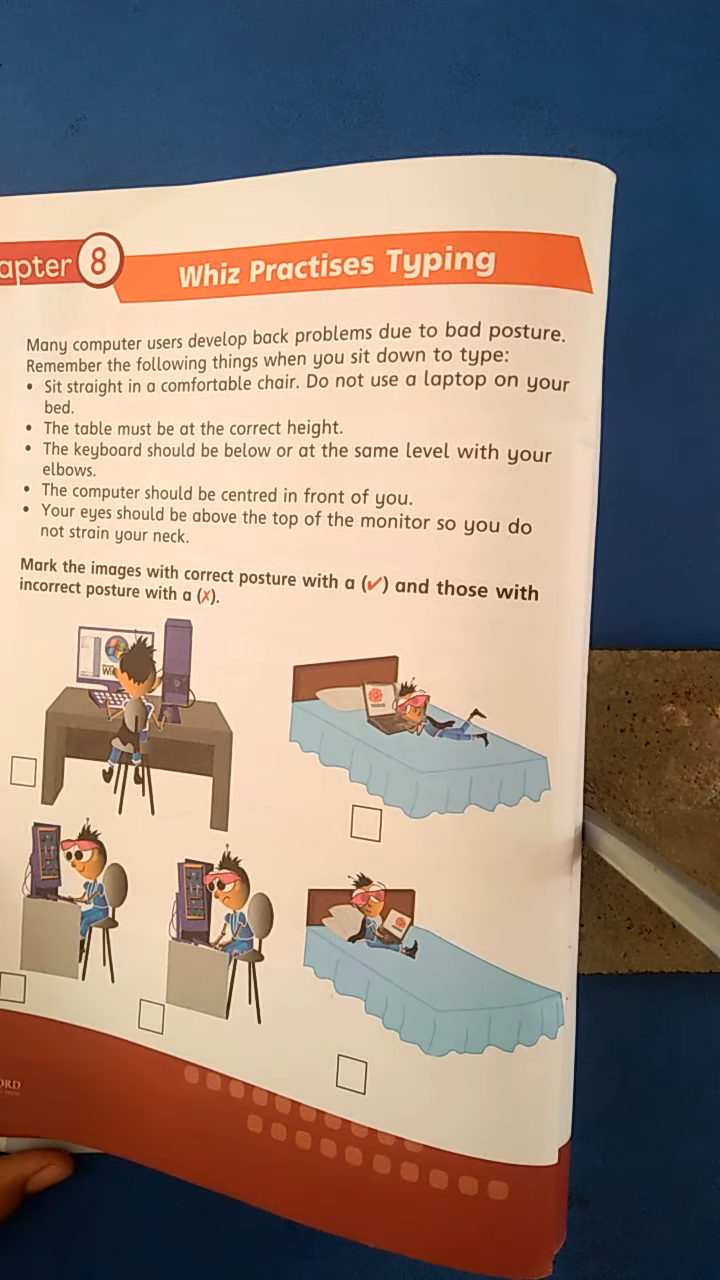 apter 8
Whiz Practises Typing
Many computer users develop back problems due to bad posture.
Remember the following things when you sit down to type:
• Sit straight in a comfortable chair. Do not use a laptop on your
bed.
• The table must be at the correct height.
• The keyboard should be below or at the same level with your
elbows.
• The computer should be centred in front of you.
• Your eyes should be above the top of the monitor so you do
not strain your neck.
Mark the images with correct posture with a (✓) and those with
incorrect posture with a (✗).
Wi
ORD